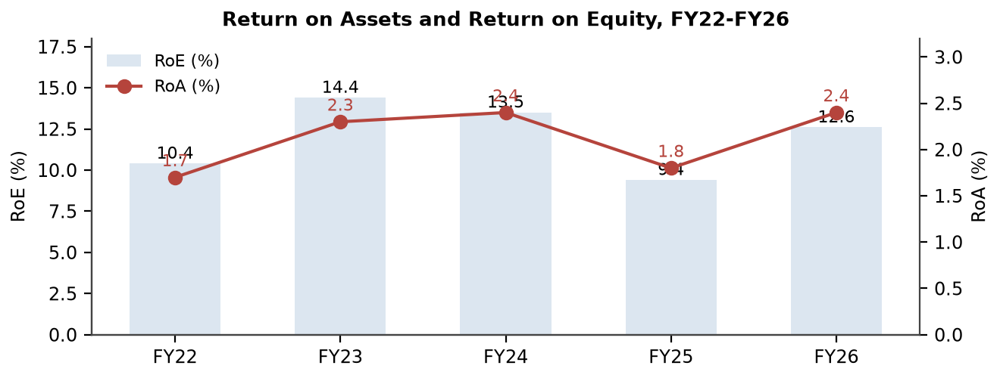 Return on Assets and Return on Equity, FY22-FY26
RoE (%)
RoA (%)
17.5
15.0
12.5
10.0
7.5
5.0
2.5
0.0
RoE (%)
10.4
14.4
13.5
9.4
12.6
1.7
2.3
2.4
1.8
2.4
3.0
2.5
2.0
1.5
1.0
0.5
0.0
RoA (%)
FY22
FY23
FY24
FY25
FY26